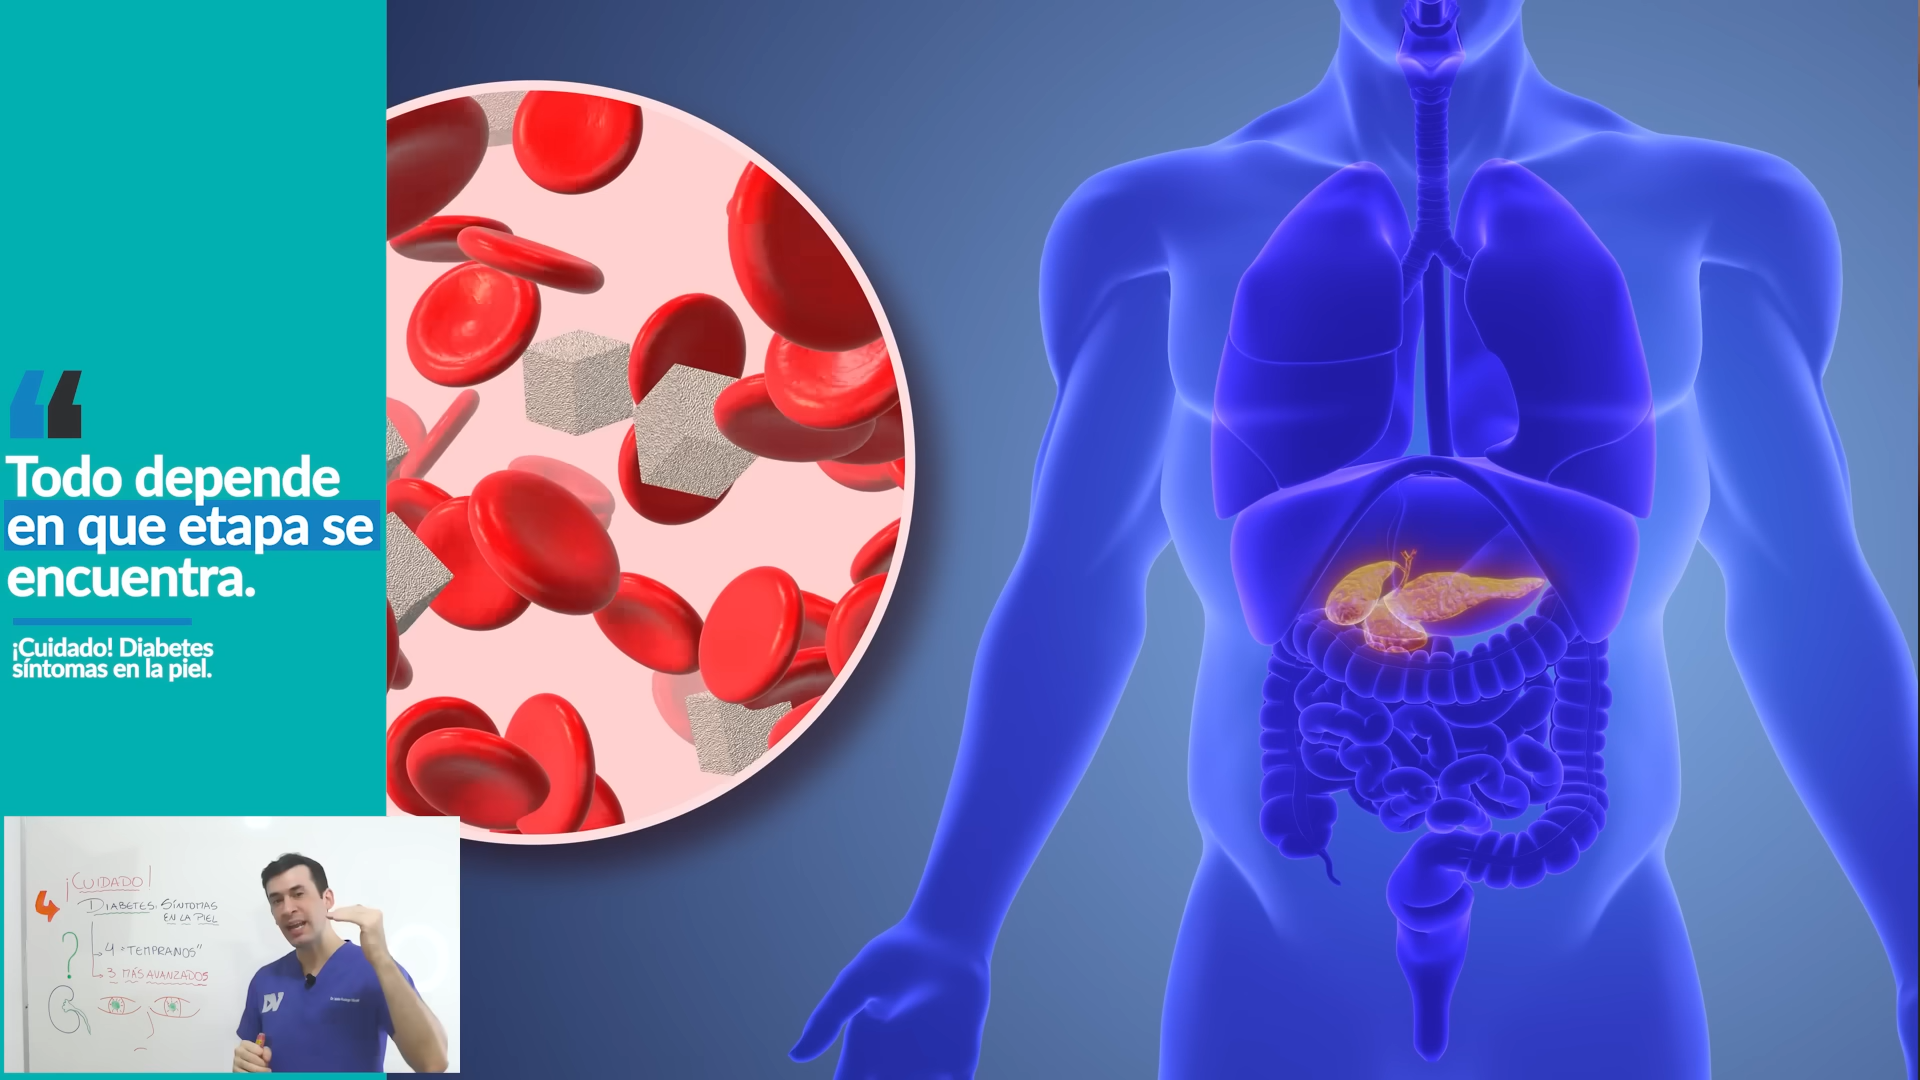 Todo depende
en que etapa se
encuentra.
¡Cuidado! Diabetes
síntomas en la piel.
¡CUIDADO!
DIABETES: SÍNTOMAS
EN LA PIEL
4 "TEMPRANOS"
3 MÁS AVANZADOS
?
DV